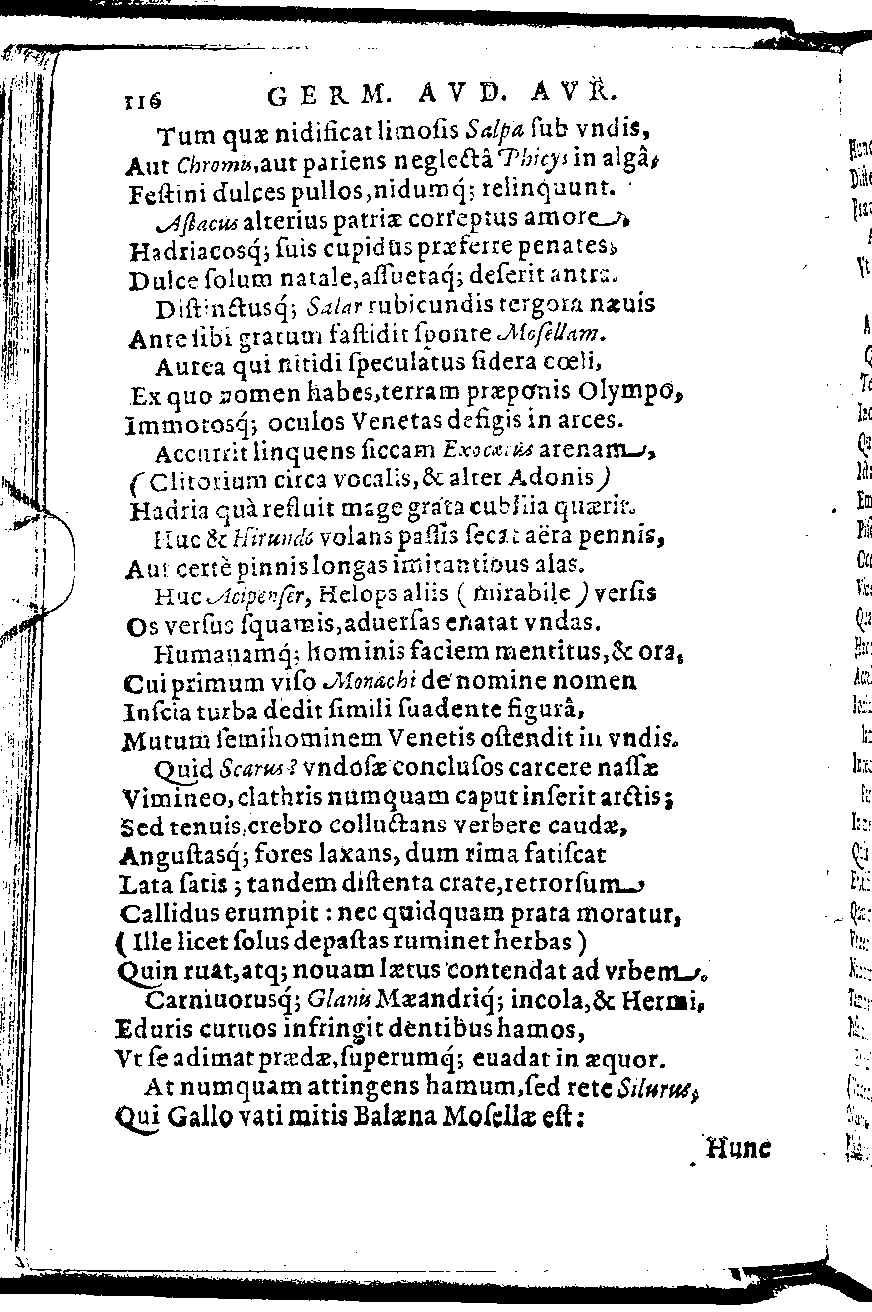 116 GERM. AVD. AVR.
Tum quæ nidificat limoſis Salpa ſub vndis,
Aut Chromis,aut pariens neglectâ Phicys in algâ,
Feſtini dulces pullos,nidumq́; relinquunt.
Aſtacus alterius patriæ correptus amore,
Hadriacosq́; ſuis cupidus præferre penates,
Dulce ſolum natale,aſſuetaq́; deſerit antra.
Diſtinctusq́; Salar rubicundis tergora nævis
Ante ſibi gratum faſtidit ſponte Moſellam.
Aurea qui nitidi ſpeculatus ſidera cœli,
Ex quo nomen habes,terram præponis Olympo,
Immotosq́; oculos Venetas defigis in arces.
Accurrit linquens ſiccam Exocætus arenam,
(Clitorium circa vocalis,& alter Adonis)
Hadria quà refluit mage grata cubilia quærit.
Huc & Hirundo volans paſſis ſecat aëra pennis,
Aut certè pinnis longas imitantibus alas.
Huc Acipenſer, Helops aliis (mirabile) verſis
Os verſus ſquamis,aduerſas enatat vndas.
Humanamq́; hominis faciem mentitus,& ora,
Cui primum viſo Monachi de nomine nomen
Inſcia turba dedit ſimili ſuadente figurâ,
Mutum ſemihominem Venetis oſtendit in vndis.
Quid Scarus? vndoſæ concluſos carcere naſſæ
Vimineo,clathris numquam caput inſerit arctis;
Sed tenuis,crebro colluctans verbere caudæ,
Anguſtasq́; fores laxans, dum rima fatiſcat
Lata ſatis; tandem diſtenta crate,retrorſum,
Callidus erumpit: nec quidquam prata moratur,
(Ille licet ſolus depaſtas ruminet herbas)
Quin ruat,atq; nouam lætus contendat ad vrbem.
Carniuorusq́; Glanis Mæandriq́; incola,& Hermi,
Eduris curuos infringit dentibus hamos,
Vt ſe adimat prædæ,ſuperumq́; euadat in æquor.
At numquam attingens hamum,ſed rete Silurus,
Qui Gallo vati mitis Balæna Moſellæ eſt:
Hunc